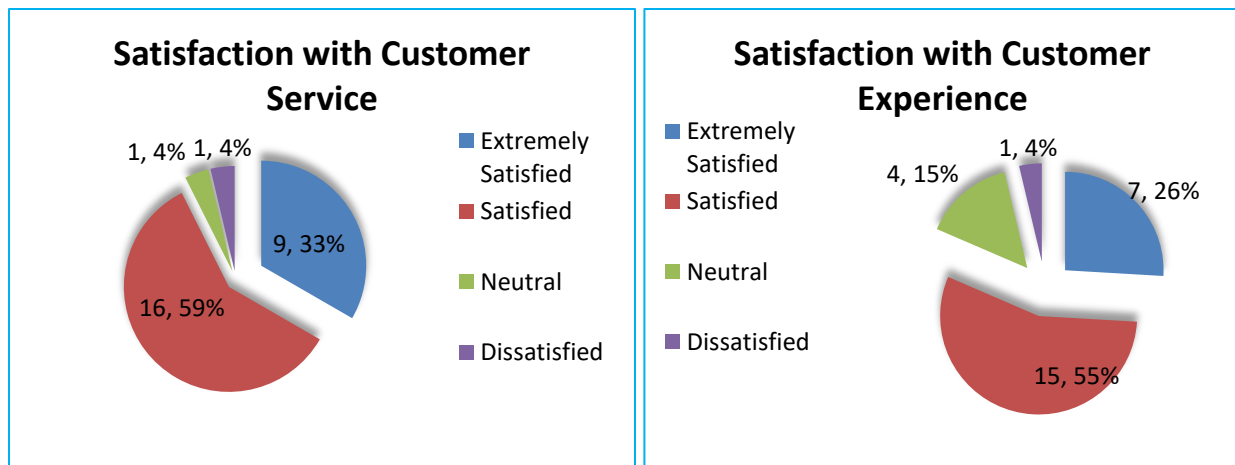 Satisfaction with Customer
Service
1, 4%
1, 4%
9, 33%
16, 59%
Extremely
Satisfied
Satisfied
Neutral
Dissatisfied
Satisfaction with Customer
Experience
Extremely
Satisfied
Satisfied
Neutral
Dissatisfied
1, 4%
4, 15%
7, 26%
15, 55%